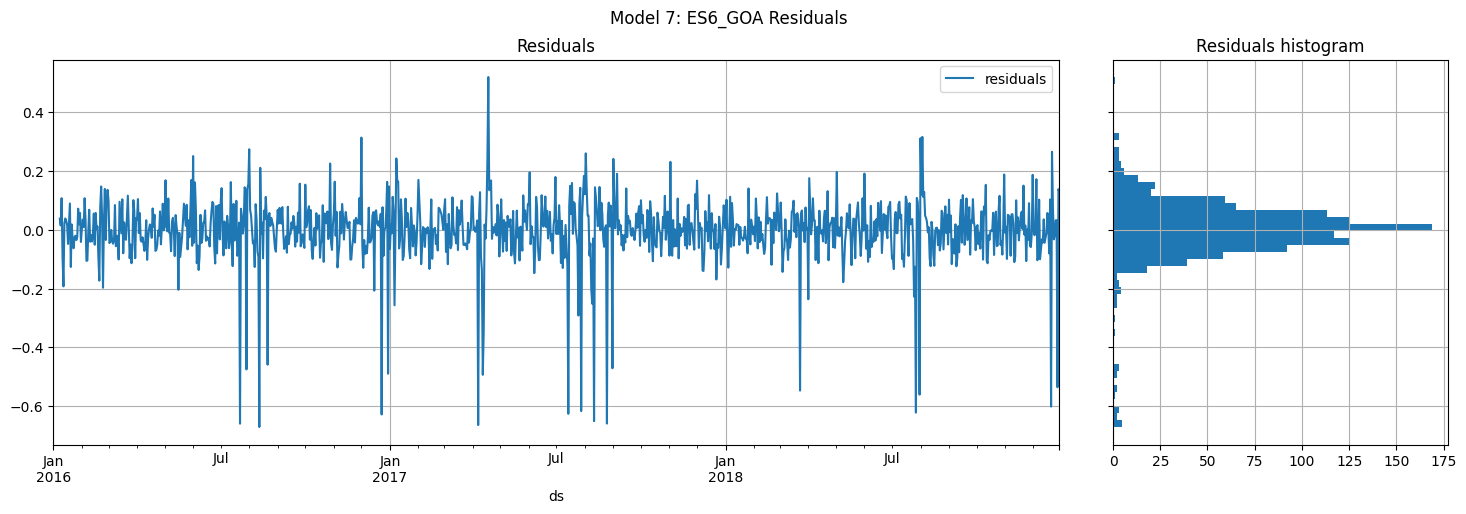 Model 7: ES6_GOA Residuals
Residuals
Residuals histogram
residuals
0.4
0.2
0.0
−0.2
−0.4
−0.6
Jan
2016
Jul
Jan
2017
Jul
Jan
2018
Jul
ds
0 25 50 75 100 125 150 175